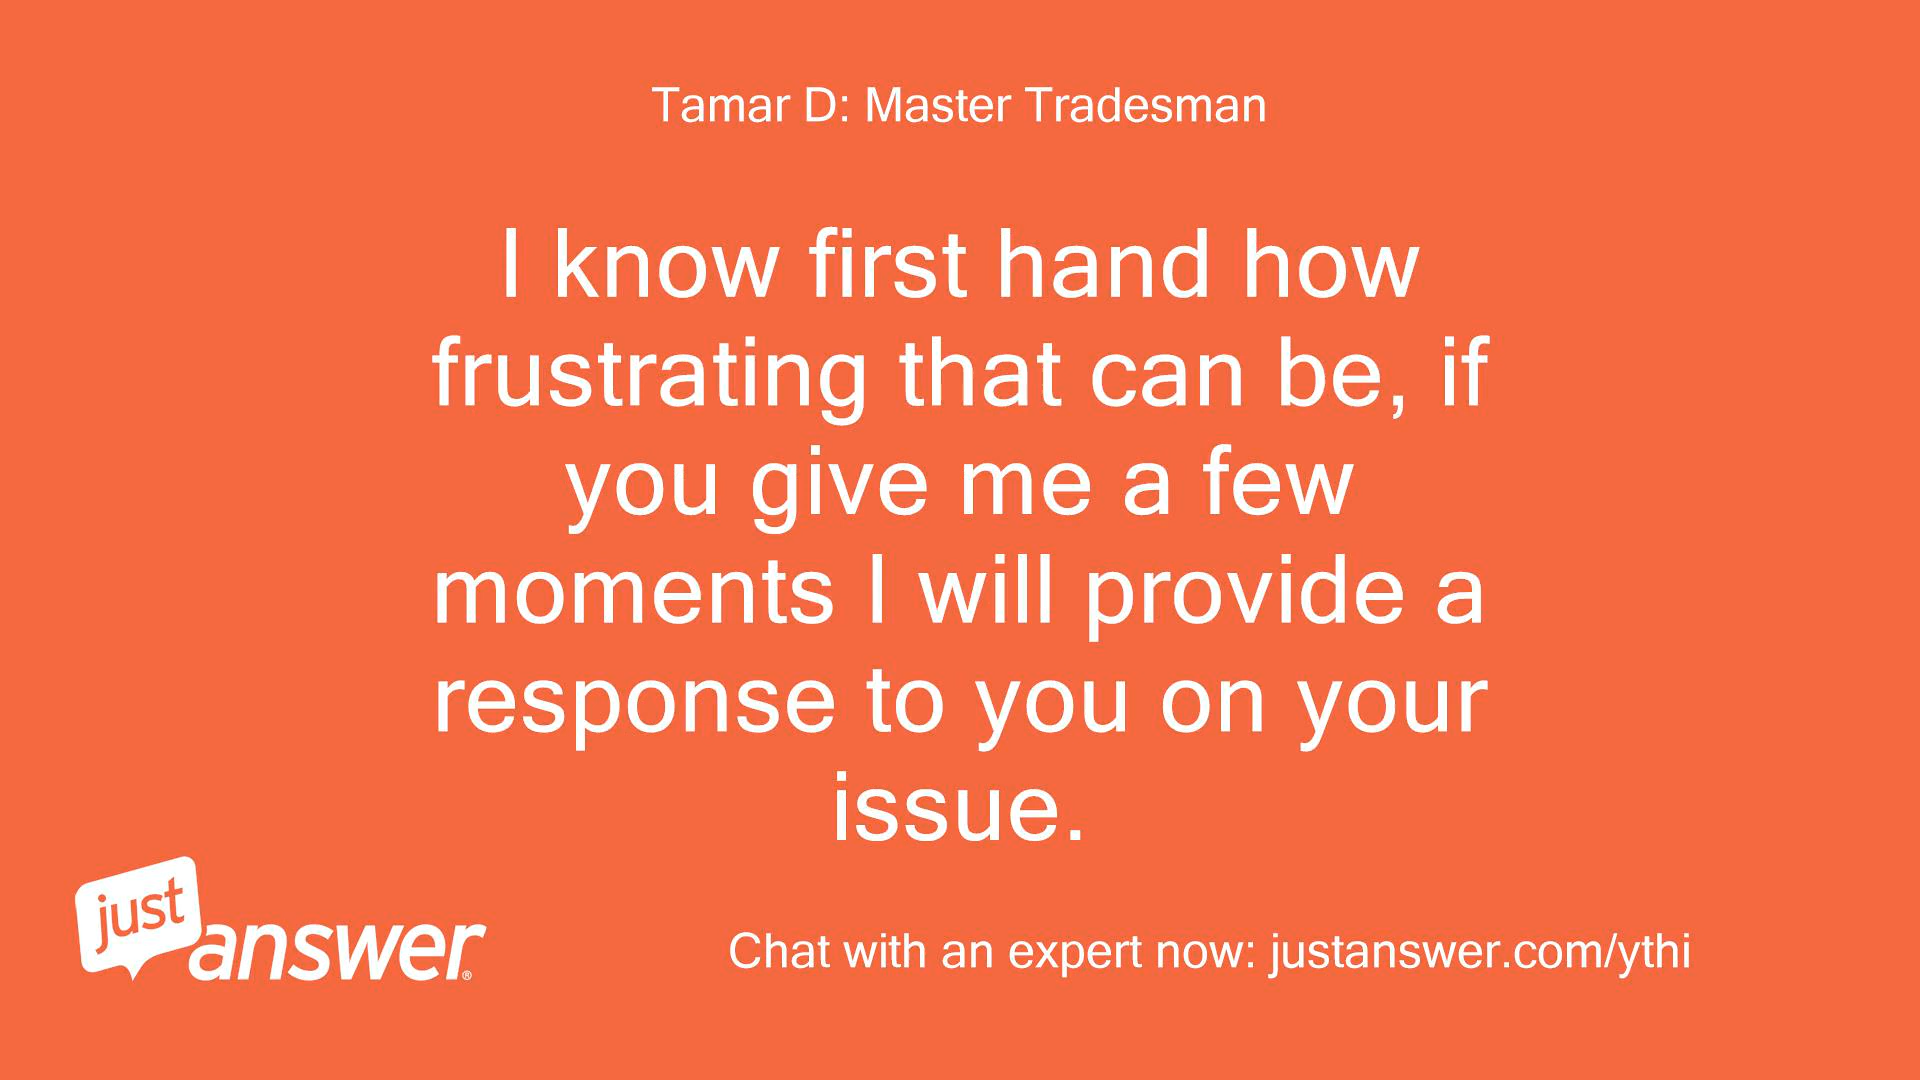 Tamar D: Master Tradesman
I know first hand how
frustrating that can be, if
you give me a few
moments I will provide a
response to you on your
issue.
just
answer®
Chat with an expert now: justanswer.com/ythi